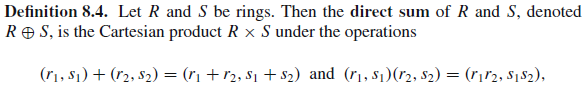 Definition 8.4. Let R and S be rings. Then the direct sum of R and S, denoted
R ⊕ S, is the Cartesian product R × S under the operations
(r₁, s₁) + (r₂, s₂) = (r₁ + r₂, s₁ + s₂) and (r₁, s₁)(r₂, s₂) = (r₁r₂, s₁s₂),